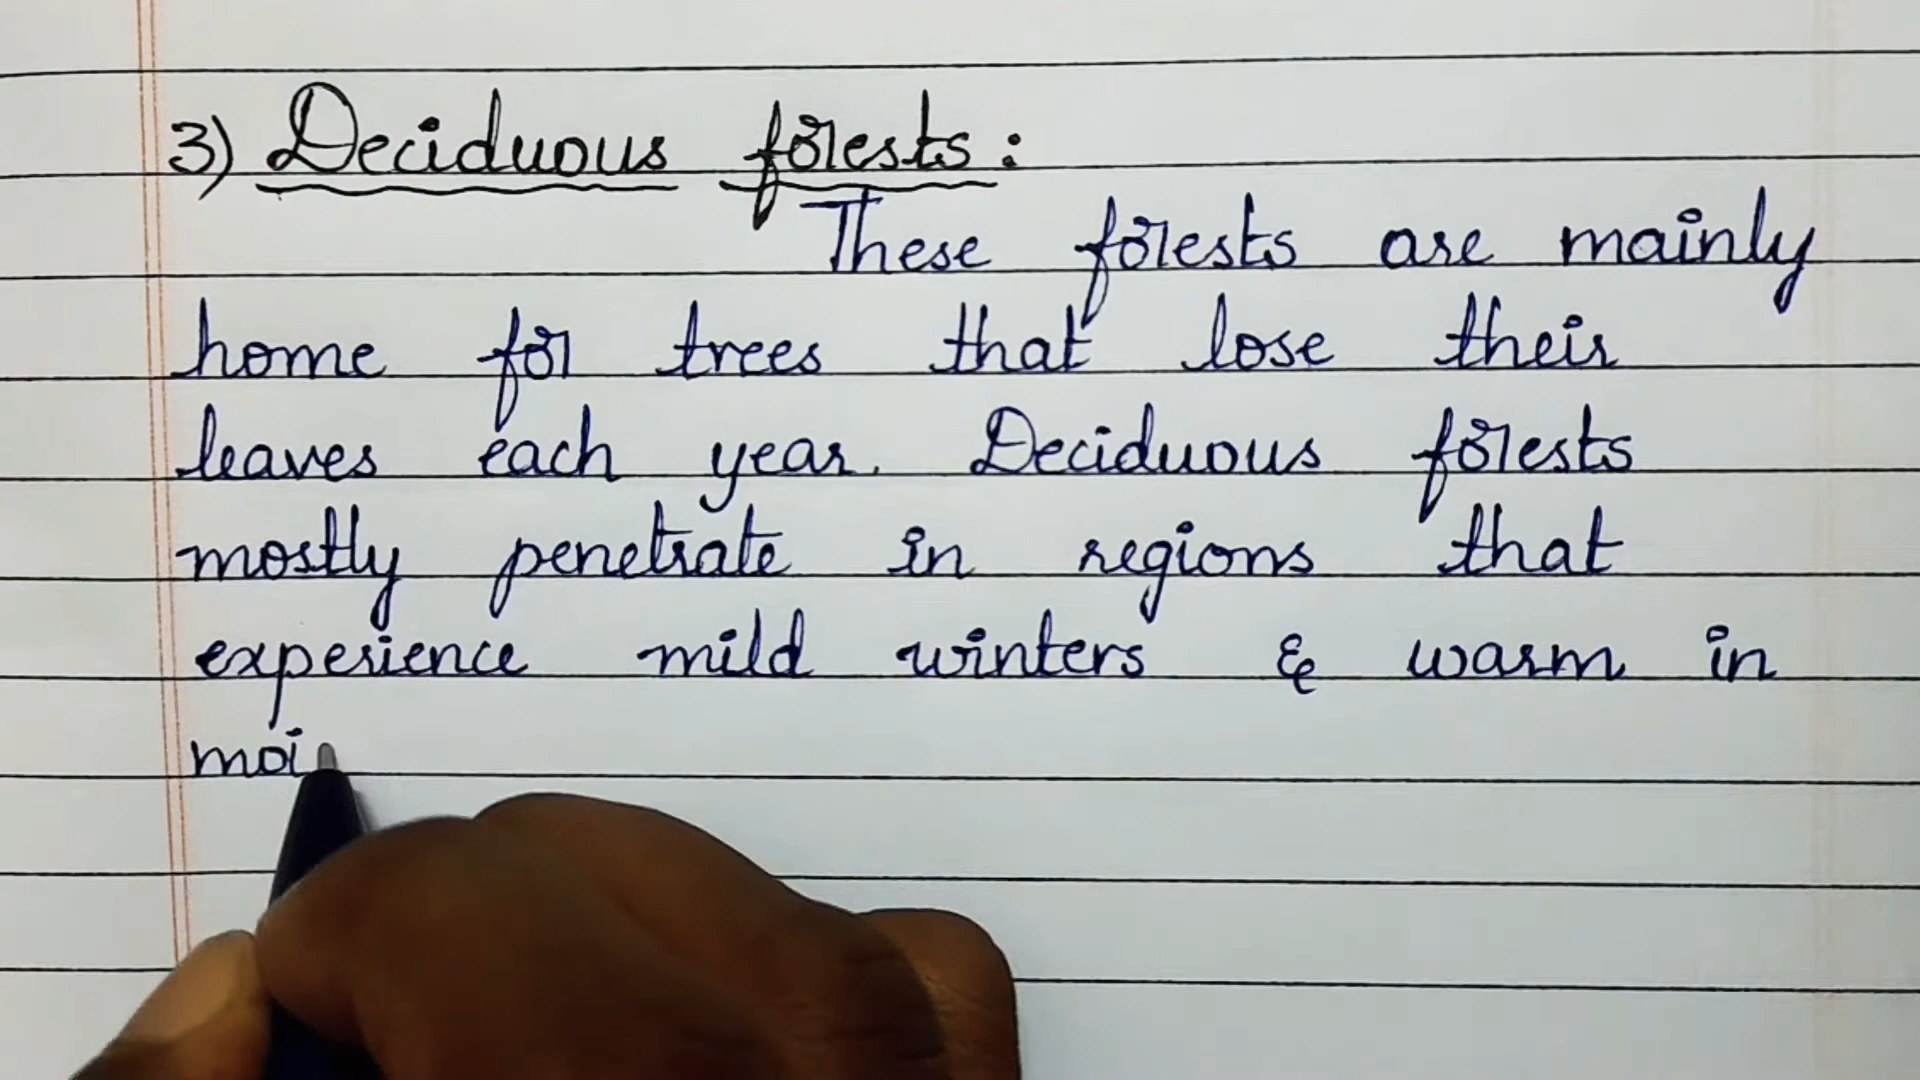 3) Deciduous forests :
These forests are mainly
home for trees that lose their
leaves each year. Deciduous forests
mostly penetrate in regions that
experience mild winters & warm in
moi